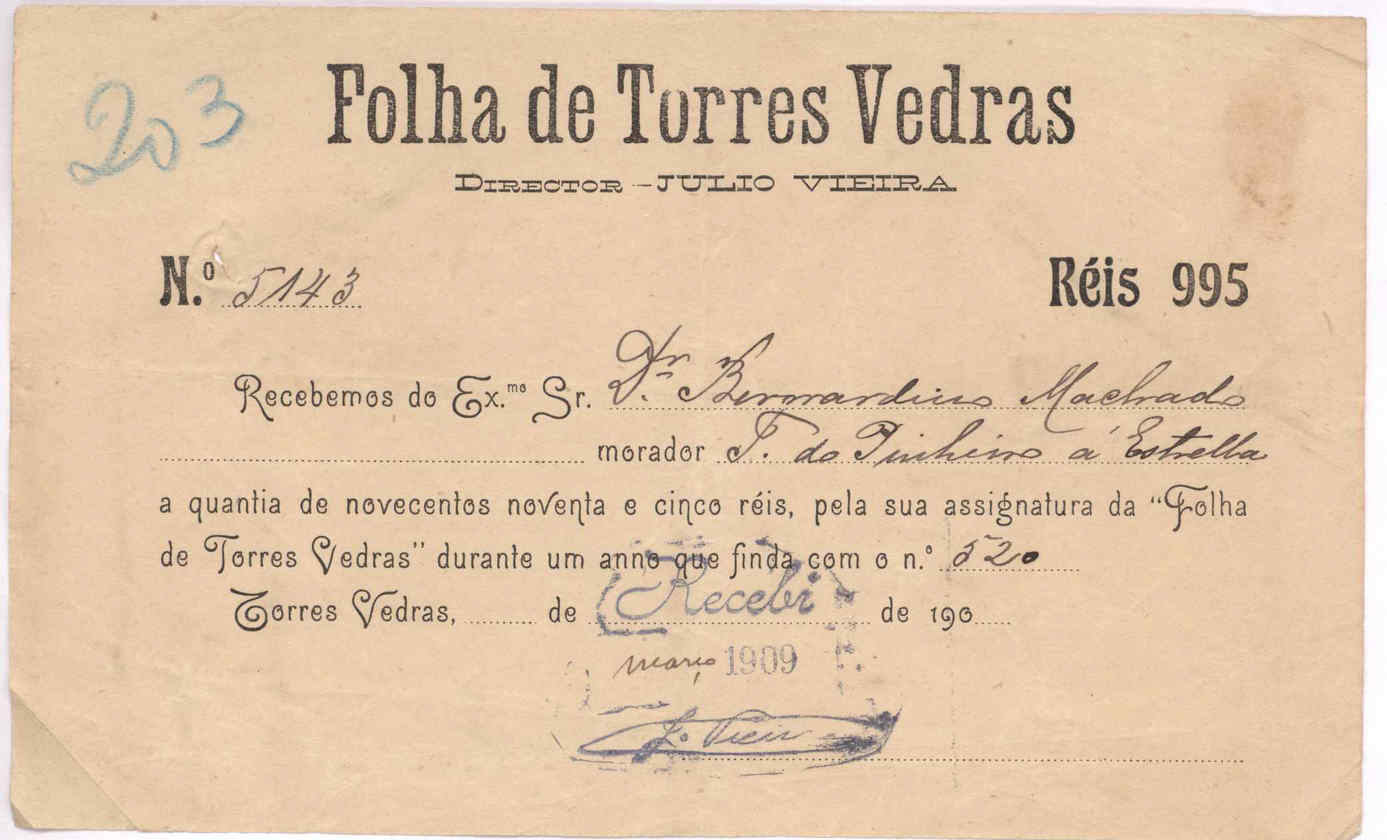 203
Folha de Torres Vedras
DIRECTOR - JULIO VIEIRA
N.º 5143 Réis 995
Recebemos do Ex.mo Sr. Dr. Bernardino Machado
morador T. do Pinheiro á Estrella
a quantia de novecentos noventa e cinco réis, pela sua assignatura da “Folha
de Torres Vedras” durante um anno que finda com o n.º 520
Torres Vedras, de de 190
Recebi
março 1909
J. Vieira